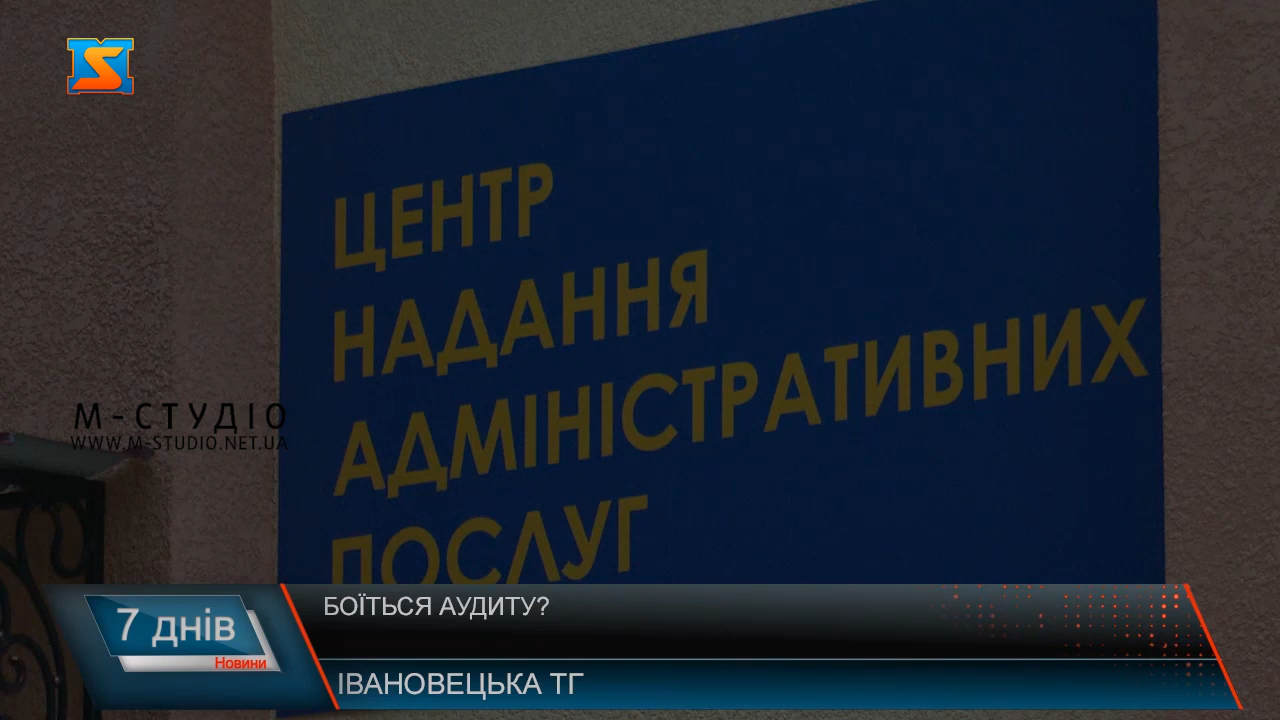 ЦЕНТР
НАДАННЯ
АДМІНІСТРАТИВНИХ
ПОСЛУГ
М-СТУДІО
WWW.M-STUDIO.NET.UA
7 днів
Новини
БОЇТЬСЯ АУДИТУ?
ІВАНОВЕЦЬКА ТГ